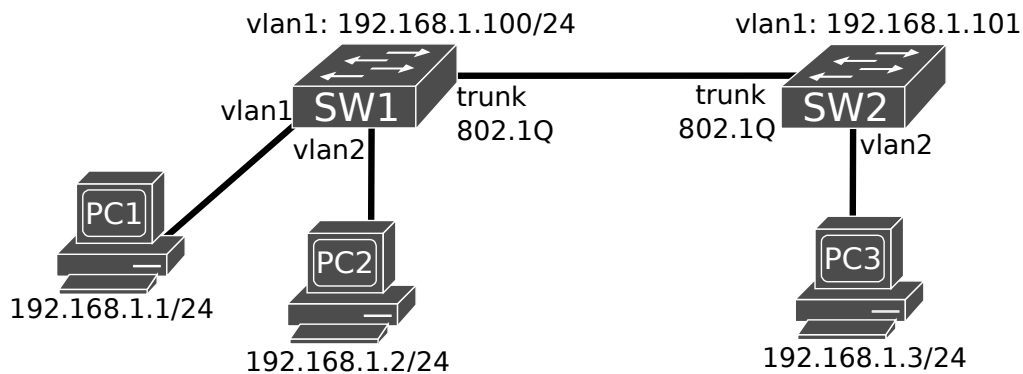 vlan1: 192.168.1.100/24
vlan1: 192.168.1.101
SW1
SW2
trunk
802.1Q
trunk
802.1Q
vlan1
vlan2
vlan2
PC1
PC2
PC3
192.168.1.1/24
192.168.1.2/24
192.168.1.3/24